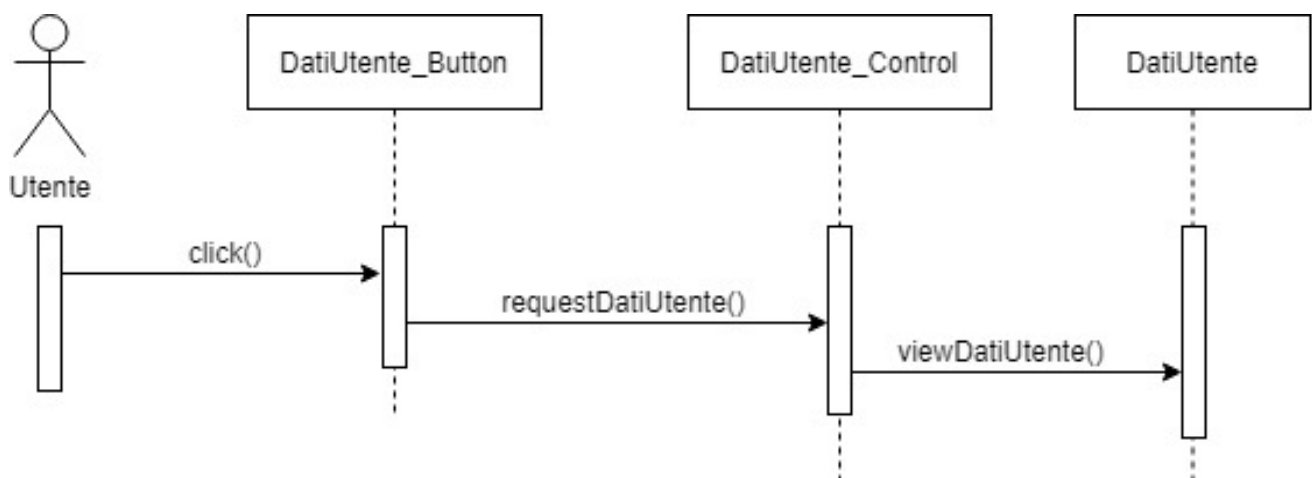 DatiUtente_Button
DatiUtente_Control
DatiUtente
Utente
click()
requestDatiUtente()
viewDatiUtente()